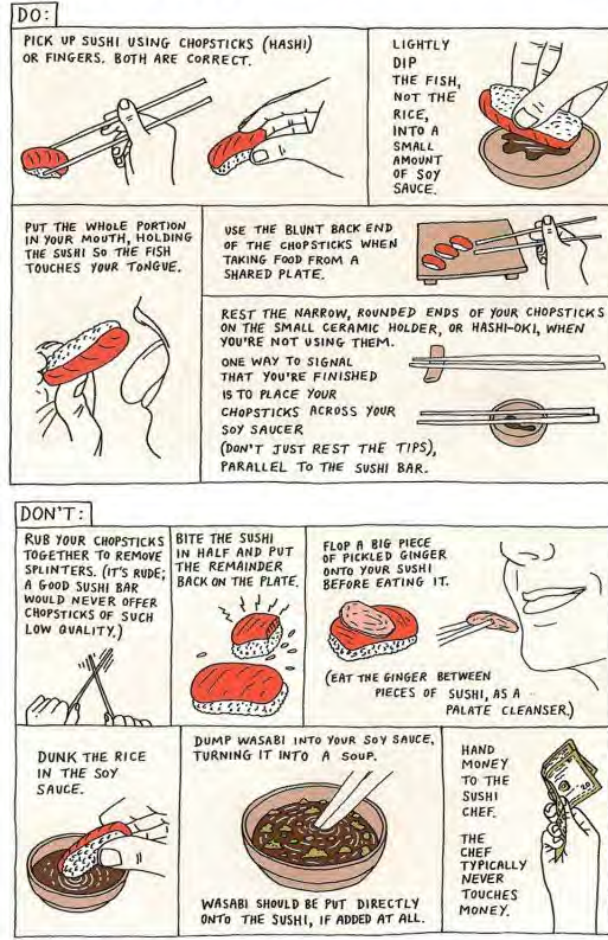 DO:
PICK UP SUSHI USING CHOPSTICKS (HASHI)
OR FINGERS. BOTH ARE CORRECT.
LIGHTLY
DIP
THE FISH,
NOT THE
RICE,
INTO A
SMALL
AMOUNT
OF SOY
SAUCE.
PUT THE WHOLE PORTION
IN YOUR MOUTH, HOLDING
THE SUSHI SO THE FISH
TOUCHES YOUR TONGUE.
USE THE BLUNT BACK END
OF THE CHOPSTICKS WHEN
TAKING FOOD FROM A
SHARED PLATE.
REST THE NARROW, ROUNDED ENDS OF YOUR CHOPSTICKS
ON THE SMALL CERAMIC HOLDER, OR HASHI-OKI, WHEN
YOU'RE NOT USING THEM.
ONE WAY TO SIGNAL
THAT YOU'RE FINISHED
IS TO PLACE YOUR
CHOPSTICKS ACROSS YOUR
SOY SAUCER
(DON'T JUST REST THE TIPS),
PARALLEL TO THE SUSHI BAR.
DON'T:
RUB YOUR CHOPSTICKS
TOGETHER TO REMOVE
SPLINTERS. (IT'S RUDE;
A GOOD SUSHI BAR
WOULD NEVER OFFER
CHOPSTICKS OF SUCH
LOW QUALITY.)
BITE THE SUSHI
IN HALF AND PUT
THE REMAINDER
BACK ON THE PLATE.
FLOP A BIG PIECE
OF PICKLED GINGER
ONTO YOUR SUSHI
BEFORE EATING IT.
(EAT THE GINGER BETWEEN
PIECES OF SUSHI, AS A
PALATE CLEANSER.)
DUNK THE RICE
IN THE SOY
SAUCE.
DUMP WASABI INTO YOUR SOY SAUCE,
TURNING IT INTO A SOUP.
WASABI SHOULD BE PUT DIRECTLY
ONTO THE SUSHI, IF ADDED AT ALL.
HAND
MONEY
TO THE
SUSHI
CHEF.
THE
CHEF
TYPICALLY
NEVER
TOUCHES
MONEY.